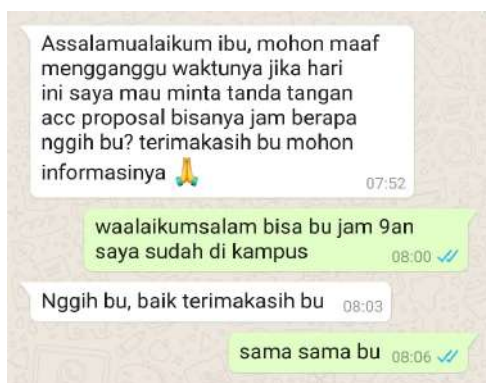 Assalamualaikum ibu, mohon maaf
mengganggu waktunya jika hari
ini saya mau minta tanda tangan
acc proposal bisanya jam berapa
nggih bu? terimakasih bu mohon
informasinya 🙏
07:52
waalaikumsalam bisa bu jam 9an
saya sudah di kampus
08:00
Nggih bu, baik terimakasih bu 08:03
sama sama bu 08:06